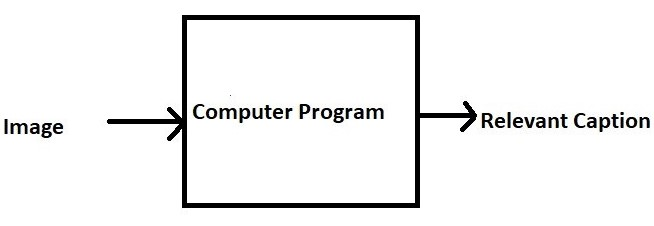 Image
Computer Program
Relevant Caption